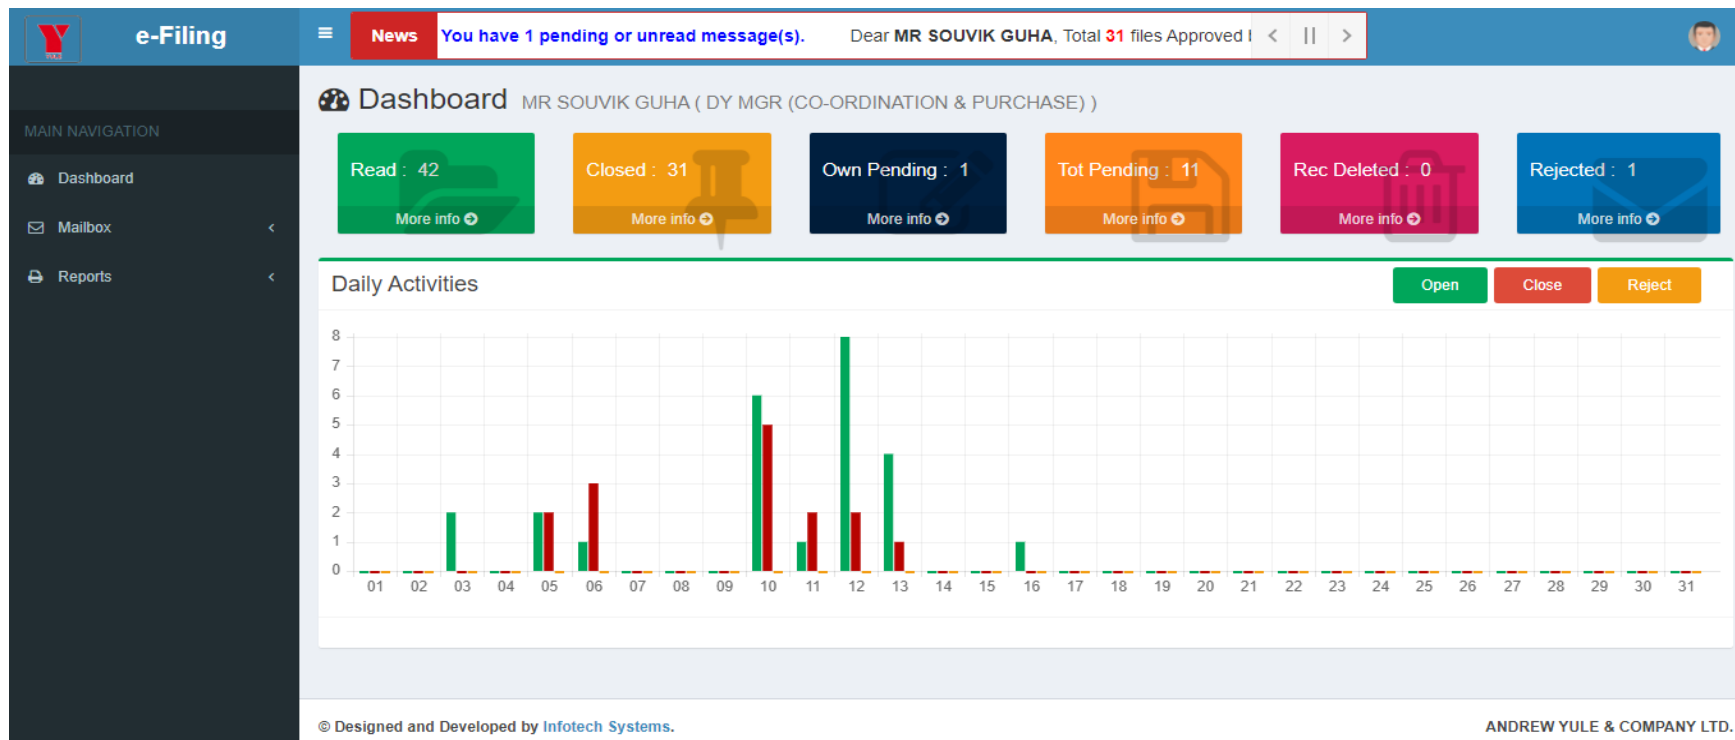 Y
YULE
e-Filing
News You have 1 pending or unread message(s). Dear MR SOUVIK GUHA, Total 31 files Approved
Dashboard MR SOUVIK GUHA ( DY MGR (CO-ORDINATION & PURCHASE) )
MAIN NAVIGATION
Dashboard
Mailbox
Reports
Read : 42
More info
Closed : 31
More info
Own Pending : 1
More info
Tot Pending : 11
More info
Rec Deleted : 0
More info
Rejected : 1
More info
Daily Activities
Open Close Reject
8
7
6
5
4
3
2
1
0
01 02 03 04 05 06 07 08 09 10 11 12 13 14 15 16 17 18 19 20 21 22 23 24 25 26 27 28 29 30 31
© Designed and Developed by Infotech Systems. ANDREW YULE & COMPANY LTD.